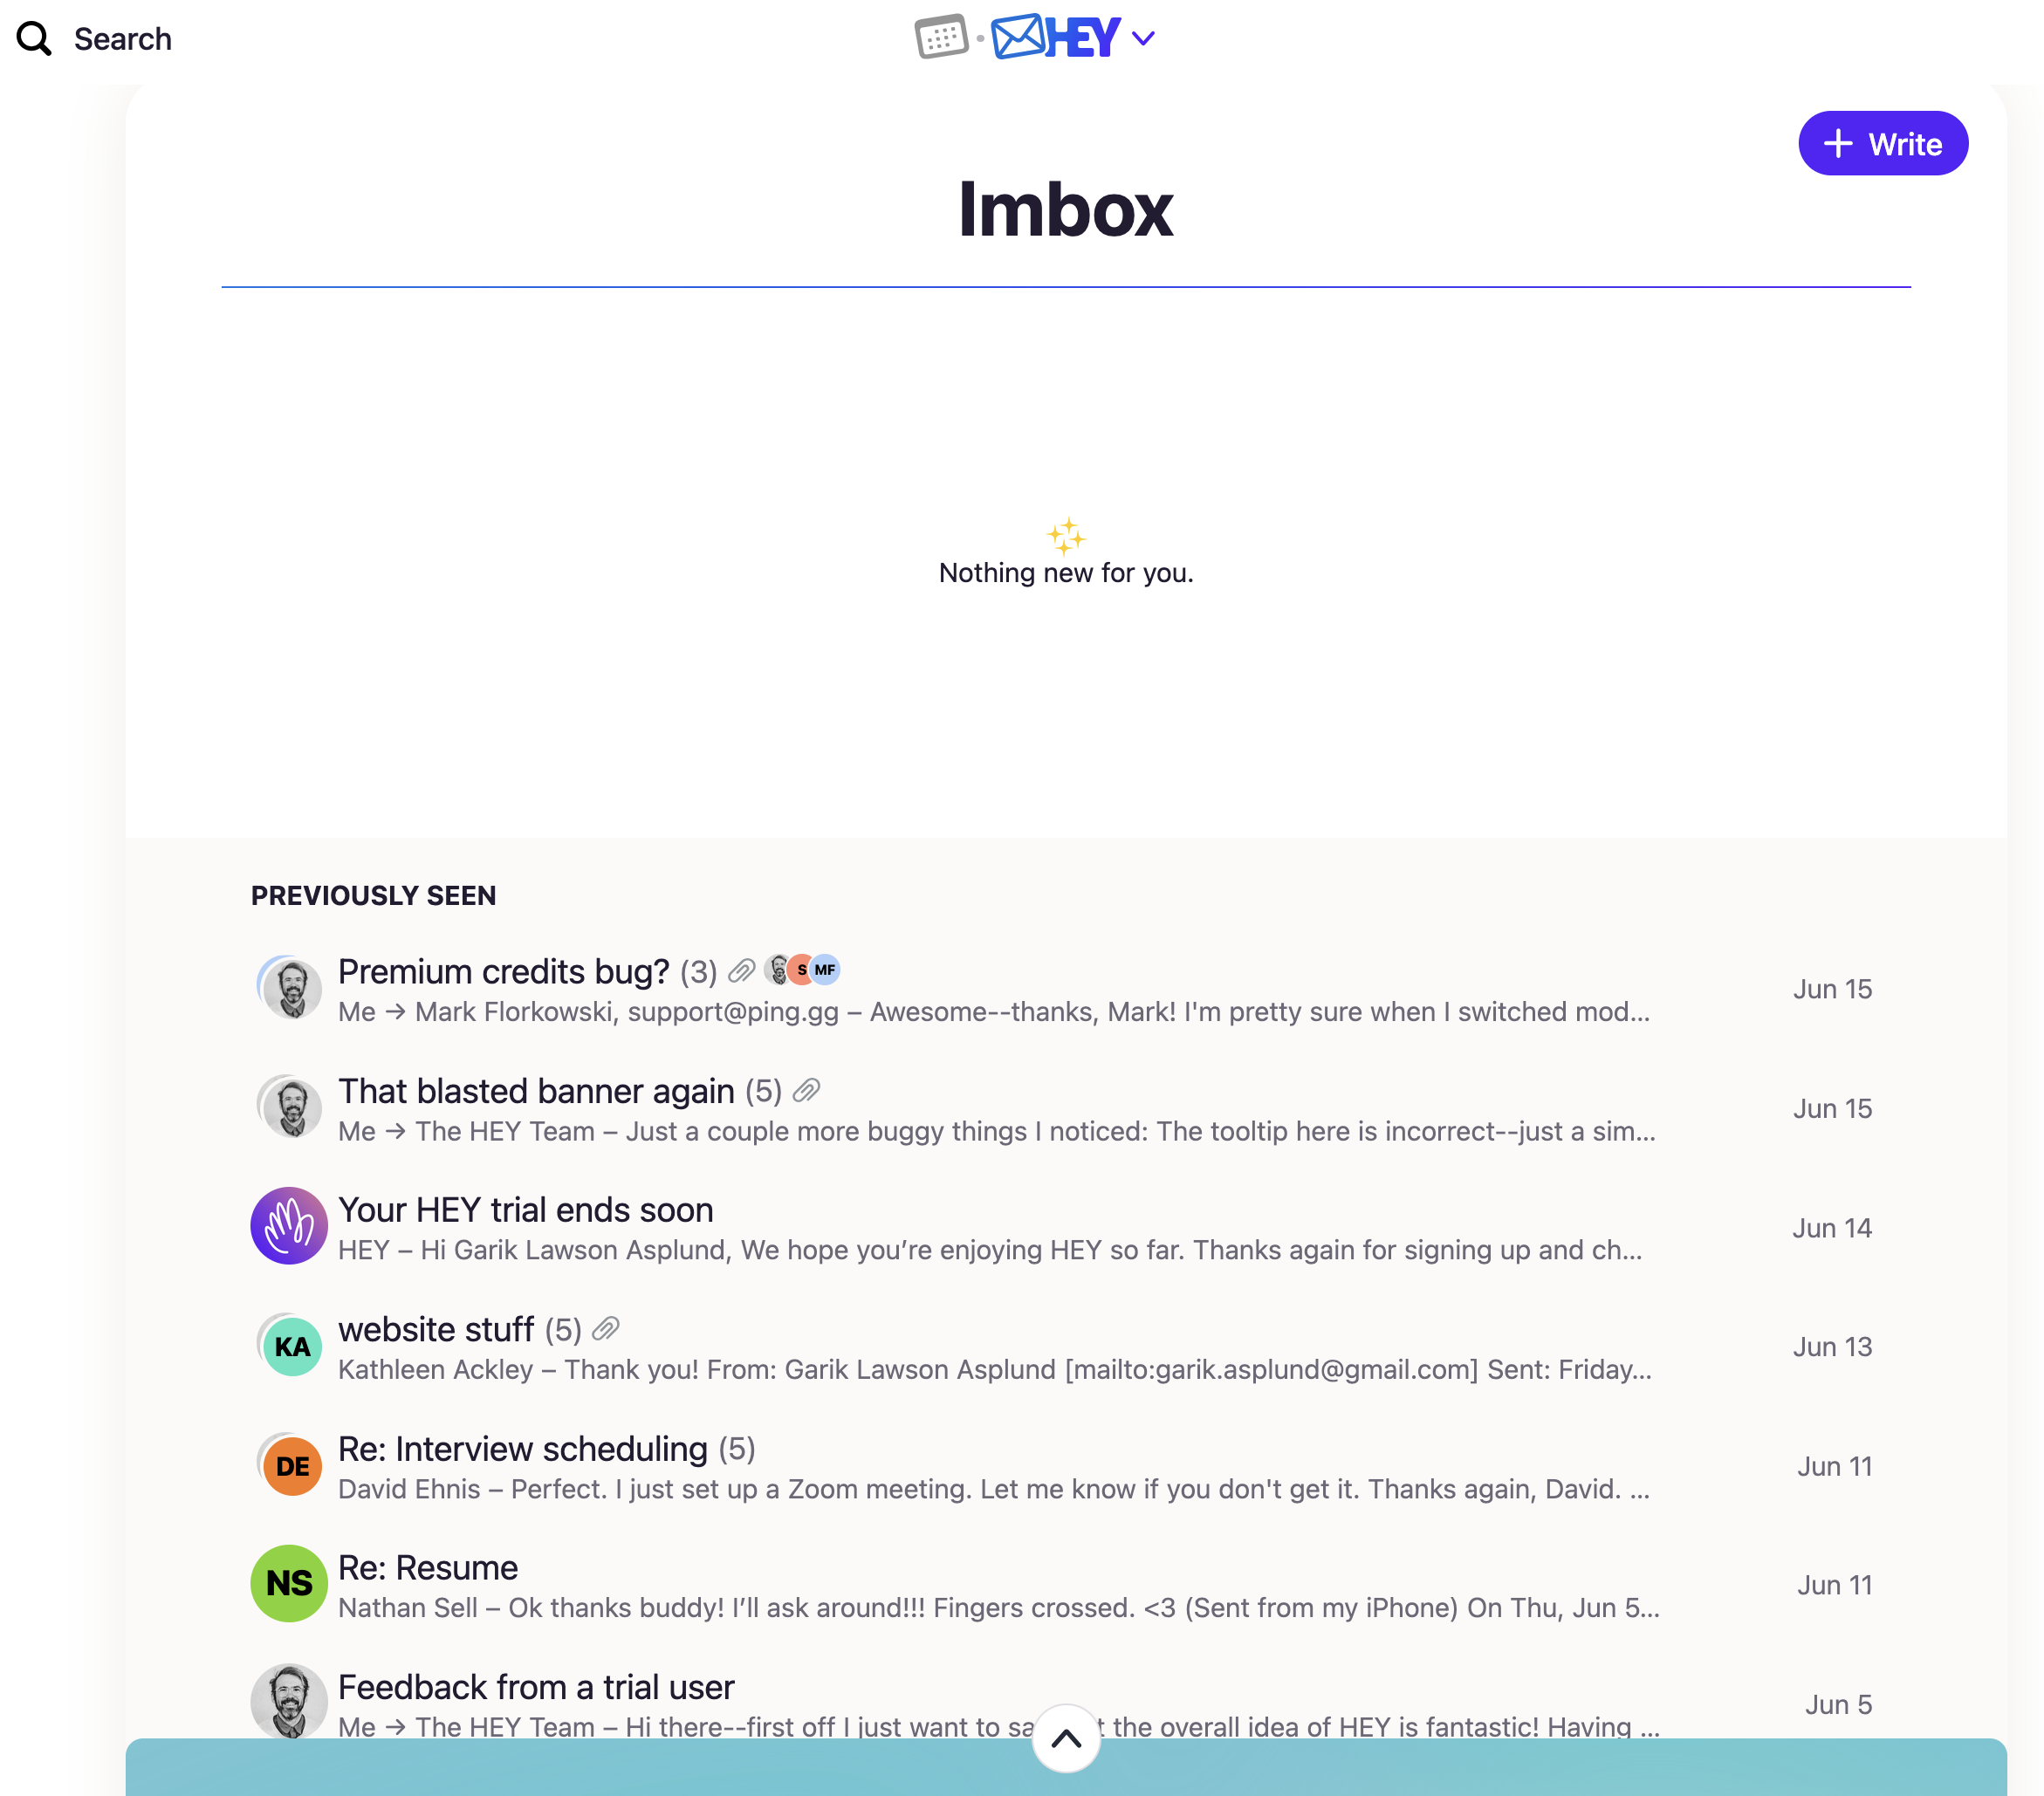 Search
HEY
Write
Imbox
Nothing new for you.
PREVIOUSLY SEEN
Premium credits bug? (3) S MF
Me → Mark Florkowski, support@ping.gg – Awesome--thanks, Mark! I'm pretty sure when I switched mod...
Jun 15
That blasted banner again (5)
Me → The HEY Team – Just a couple more buggy things I noticed: The tooltip here is incorrect--just a sim...
Jun 15
Your HEY trial ends soon
HEY – Hi Garik Lawson Asplund, We hope you’re enjoying HEY so far. Thanks again for signing up and ch...
Jun 14
KA
website stuff (5)
Kathleen Ackley – Thank you! From: Garik Lawson Asplund [mailto:garik.asplund@gmail.com] Sent: Friday...
Jun 13
DE
Re: Interview scheduling (5)
David Ehnis – Perfect. I just set up a Zoom meeting. Let me know if you don't get it. Thanks again, David. ...
Jun 11
NS
Re: Resume
Nathan Sell – Ok thanks buddy! I’ll ask around!!! Fingers crossed. <3 (Sent from my iPhone) On Thu, Jun 5...
Jun 11
Feedback from a trial user
Me → The HEY Team – Hi there--first off I just want to the overall idea of HEY is fantastic! Having ...
Jun 5